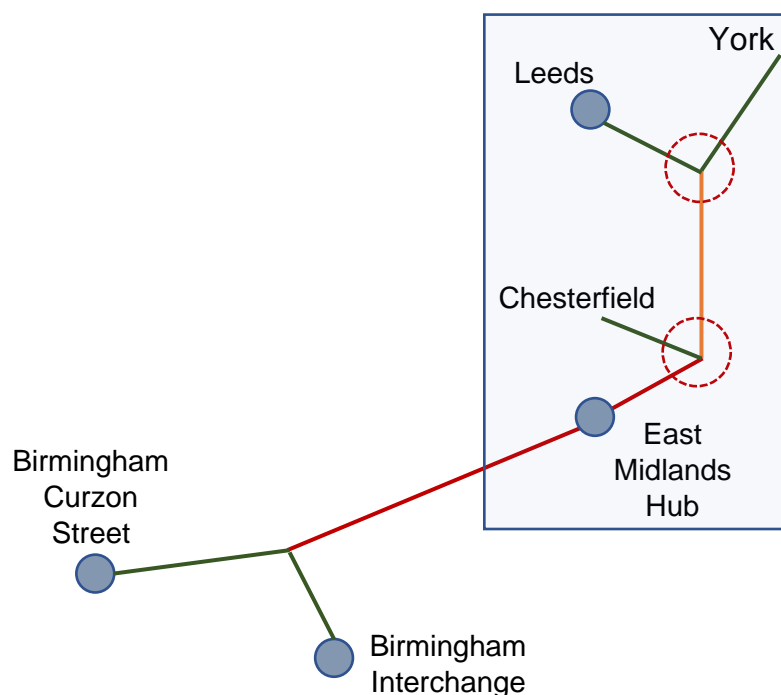 York
Leeds
Chesterfield
East
Midlands
Hub
Birmingham
Curzon
Street
Birmingham
Interchange